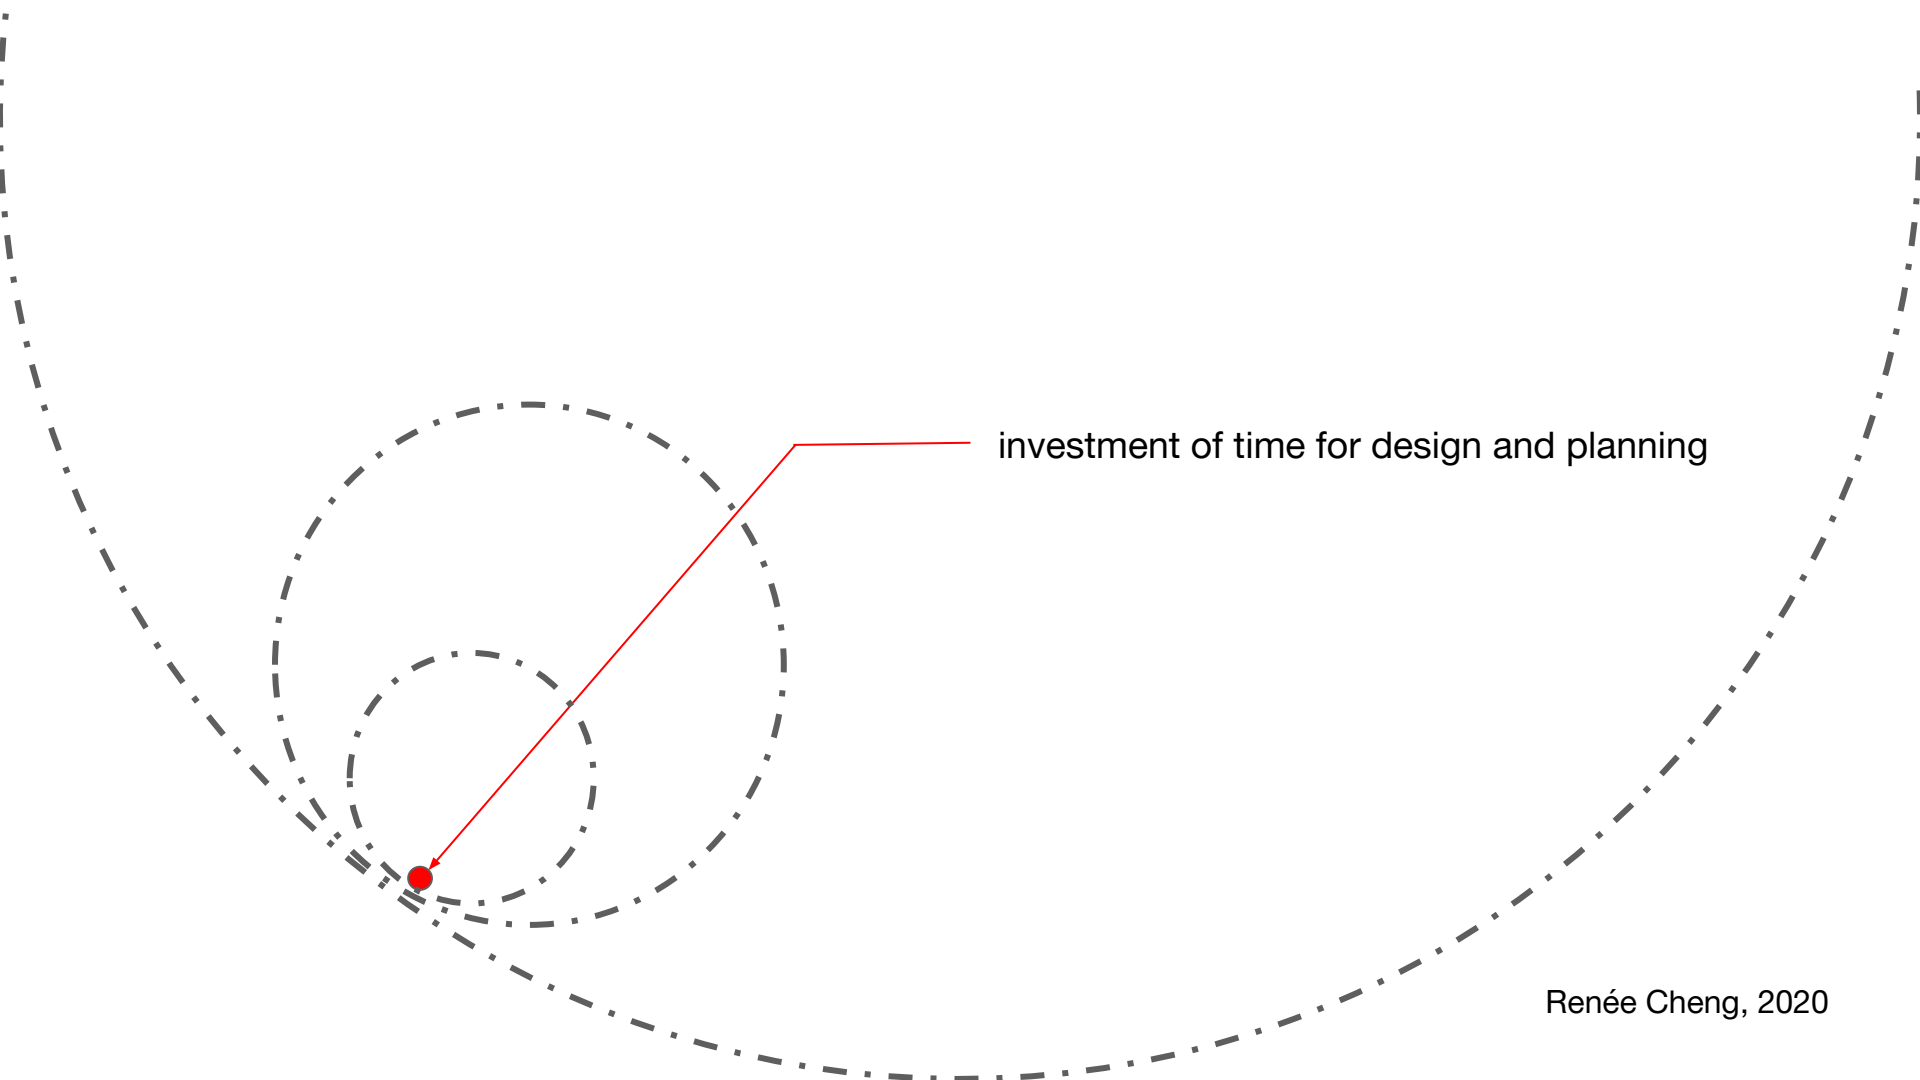 investment of time for design and planning
Renée Cheng, 2020